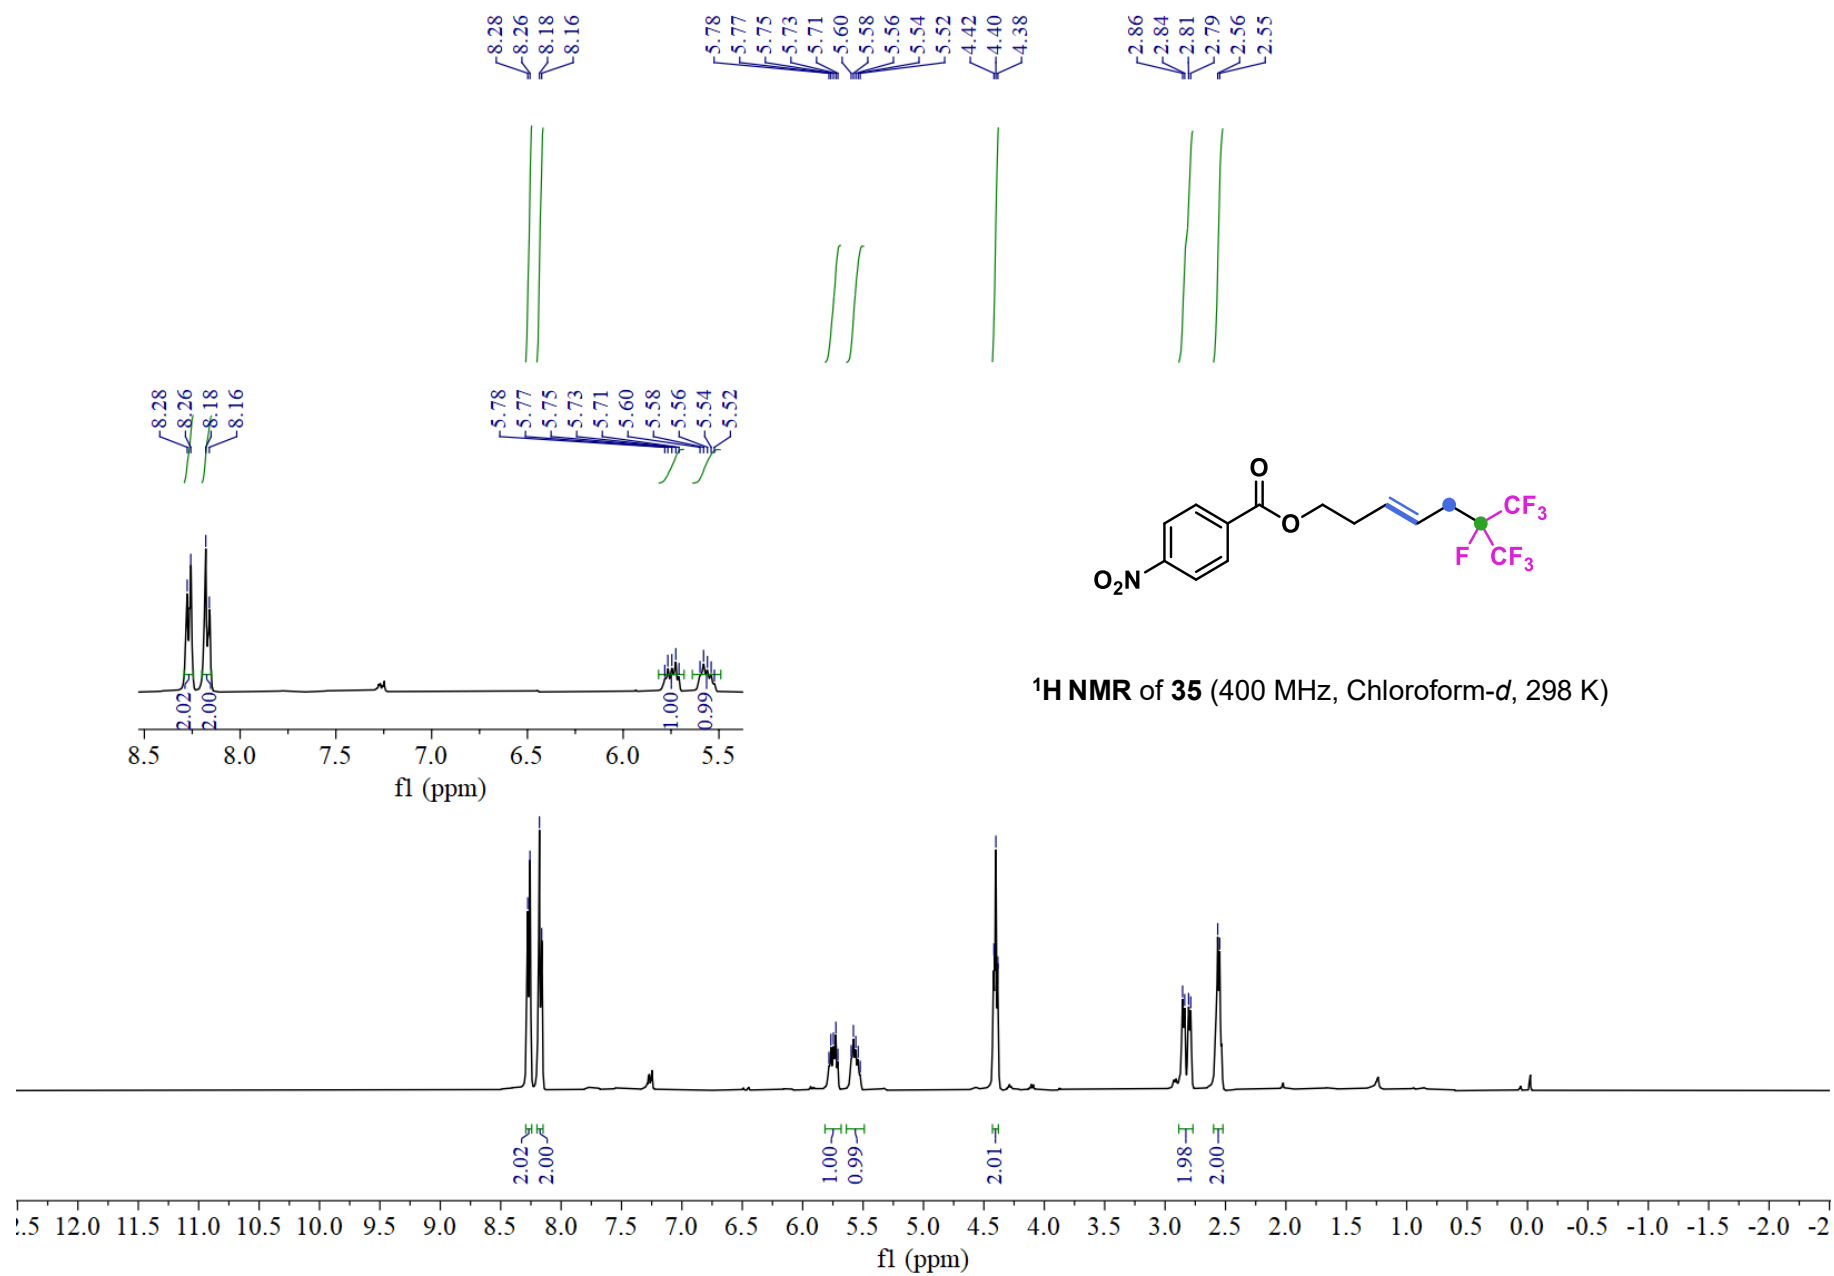 8.28 8.26 8.18 8.16 5.78 5.77 5.75 5.73 5.71 5.60 5.58 5.56 5.54 5.52 4.42 4.40 4.38 2.86 2.84 2.81 2.79 2.56 2.55
8.28 8.26 8.18 8.16 5.78 5.77 5.75 5.73 5.71 5.60 5.58 5.56 5.54 5.52
2.02 2.00 1.00 0.99
8.5 8.0 7.5 7.0 6.5 6.0 5.5
f1 (ppm)
O
O
O₂N
CF₃
F CF₃
¹H NMR of 35 (400 MHz, Chloroform-d, 298 K)
2.02 2.00 1.00 0.99 2.01 1.98 2.00
2.5 12.0 11.5 11.0 10.5 10.0 9.5 9.0 8.5 8.0 7.5 7.0 6.5 6.0 5.5 5.0 4.5 4.0 3.5 3.0 2.5 2.0 1.5 1.0 0.5 0.0 -0.5 -1.0 -1.5 -2.0 -2
f1 (ppm)